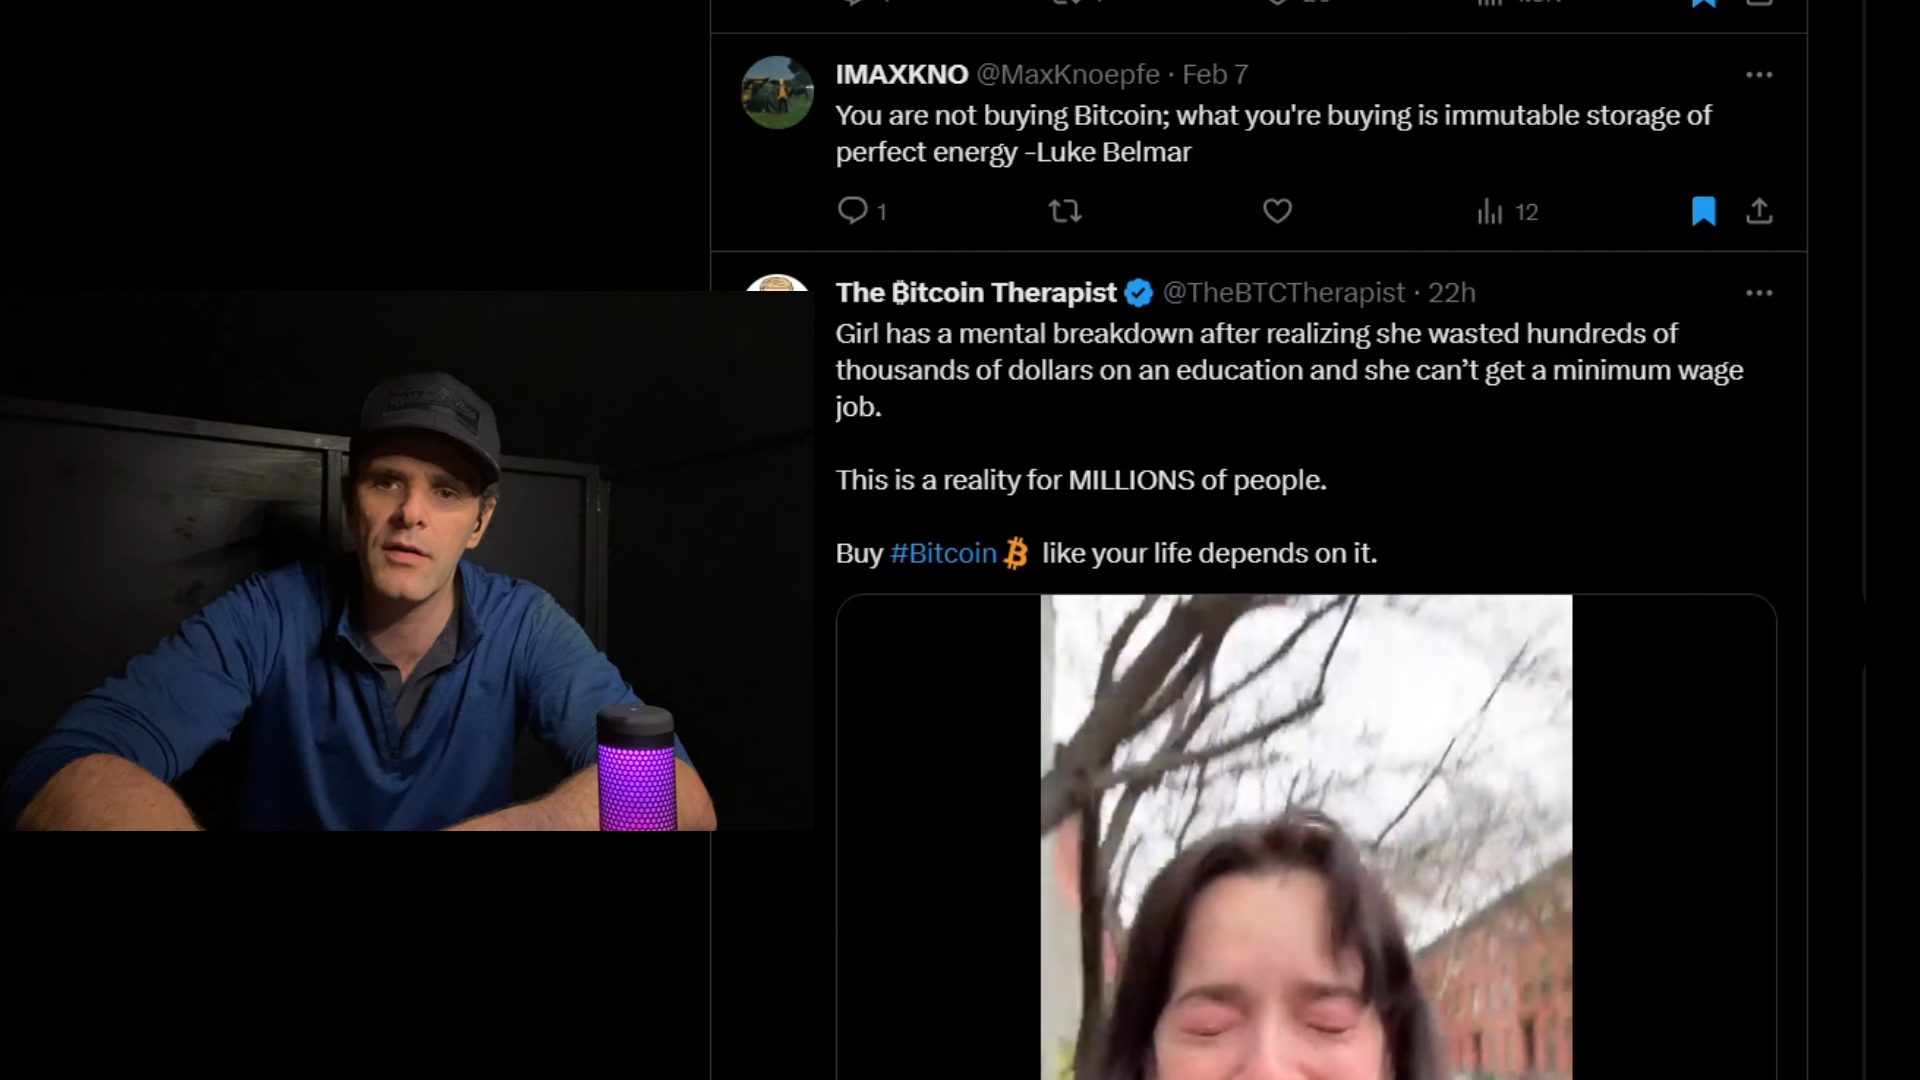 IMAXKNO @MaxKnoepfe · Feb 7
You are not buying Bitcoin; what you're buying is immutable storage of
perfect energy -Luke Belmar
1
12
The ₿itcoin Therapist @TheBTCTherapist · 22h
Girl has a mental breakdown after realizing she wasted hundreds of
thousands of dollars on an education and she can’t get a minimum wage
job.
This is a reality for MILLIONS of people.
Buy #Bitcoin like your life depends on it.